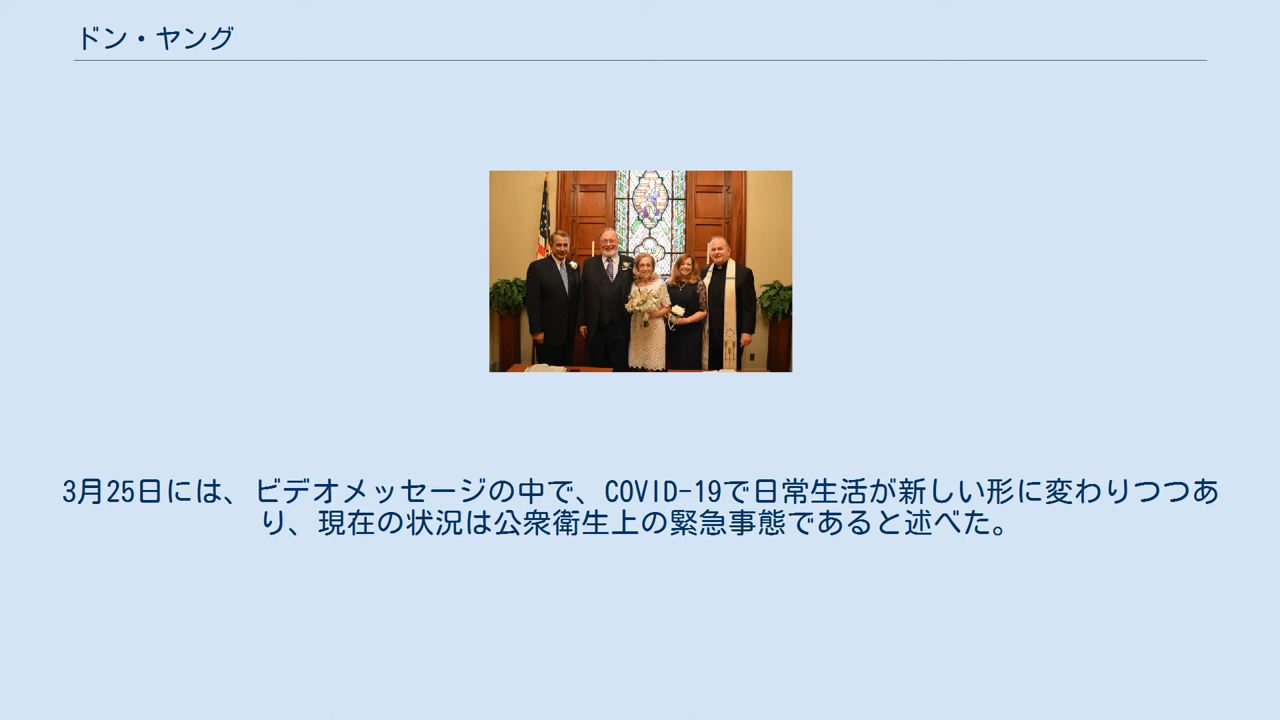 ドン・ヤング
3月25日には、ビデオメッセージの中で、COVID-19で日常生活が新しい形に変わりつつあ
り、現在の状況は公衆衛生上の緊急事態であると述べた。